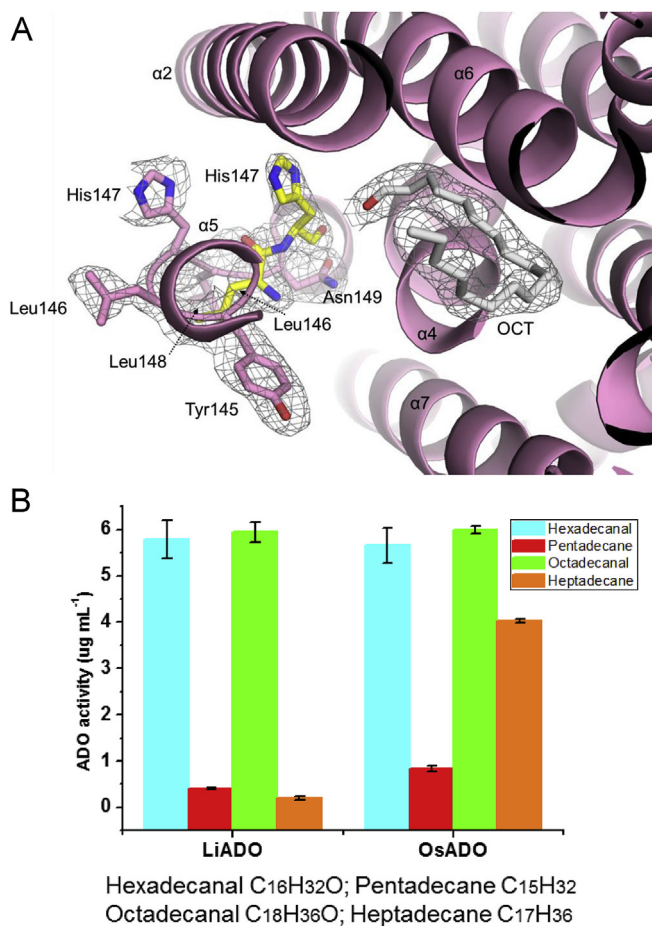 A
α2
α6
His147
His147
α5
Leu146
Asn149
Leu146
OCT
Leu148
α4
Tyr145
α7
B
6
5
4
3
2
1
0
ADO activity (ug mL-1)
Hexadecanal
Pentadecane
Octadecanal
Heptadecane
LiADO
OsADO
Hexadecanal C16H32O; Pentadecane C15H32
Octadecanal C18H36O; Heptadecane C17H36